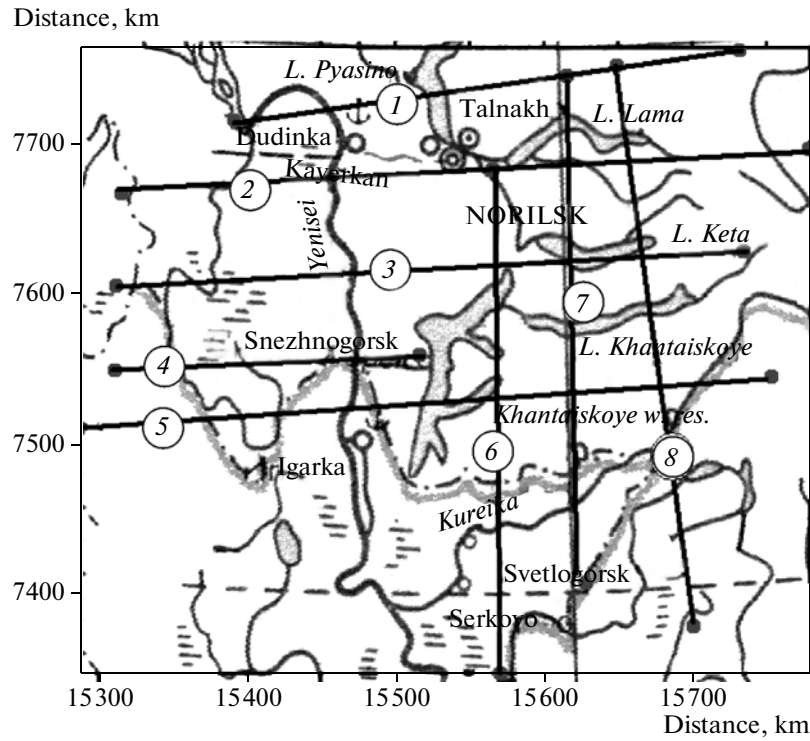 Distance, km
L. Pyasino
1
Talnakh
L. Lama
7700
Dudinka
Kayerkan
2
NORILSK
Yenisei
L. Keta
3
7600
7
Snezhnogorsk
L. Khantaiskoye
4
Khantaiskoye w. res.
5
7500
6
8
Igarka
Kureika
Svetlogorsk
7400
Serkovo
15300
15400
15500
15600
15700
Distance, km